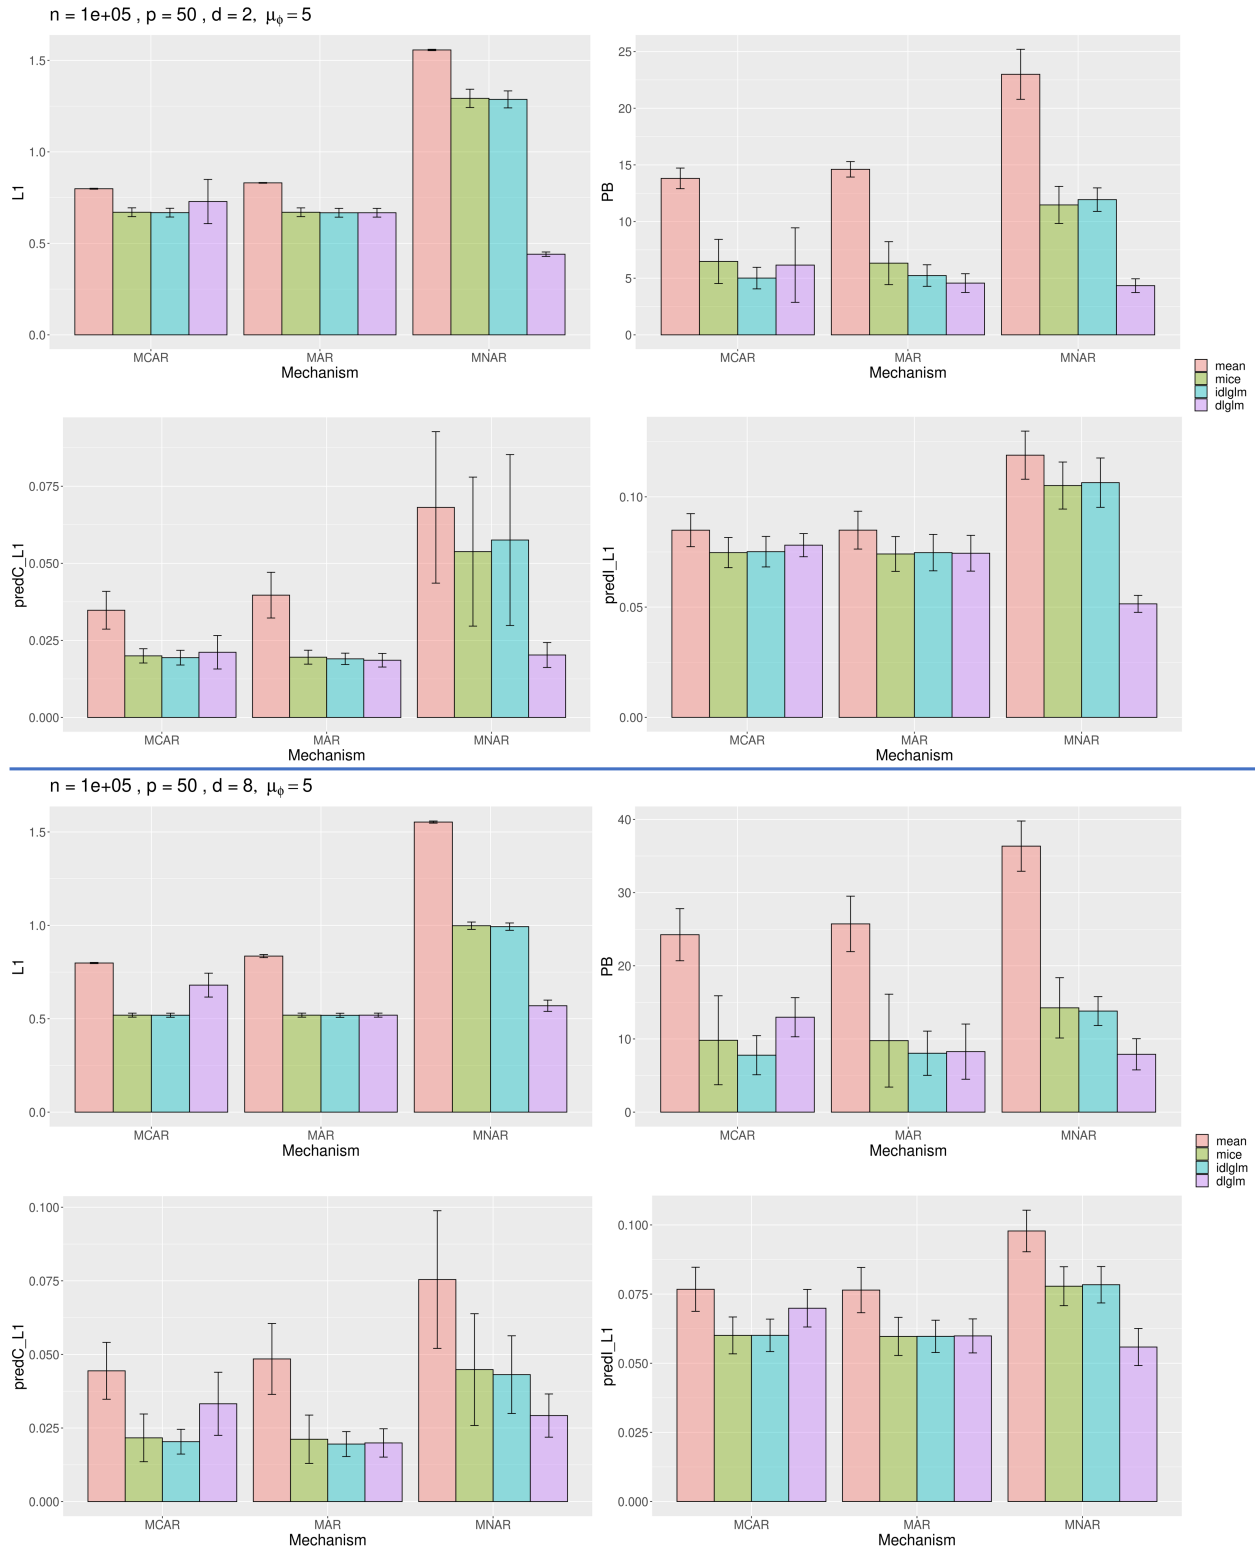 n = 1e+05 , p = 50 , d = 2, μϕ = 5
1.5
1.0
0.5
0.0
L1
MCAR MAR MNAR
Mechanism
25
20
15
10
5
0
PB
MCAR MAR MNAR
Mechanism
mean
mice
idlglm
dlglm
0.075
0.050
0.025
0.000
predC_L1
MCAR MAR MNAR
Mechanism
0.10
0.05
0.00
predI_L1
MCAR MAR MNAR
Mechanism
n = 1e+05 , p = 50 , d = 8, μϕ = 5
1.5
1.0
0.5
0.0
L1
MCAR MAR MNAR
Mechanism
40
30
20
10
0
PB
MCAR MAR MNAR
Mechanism
mean
mice
idlglm
dlglm
0.100
0.075
0.050
0.025
0.000
predC_L1
MCAR MAR MNAR
Mechanism
0.100
0.075
0.050
0.025
0.000
predI_L1
MCAR MAR MNAR
Mechanism